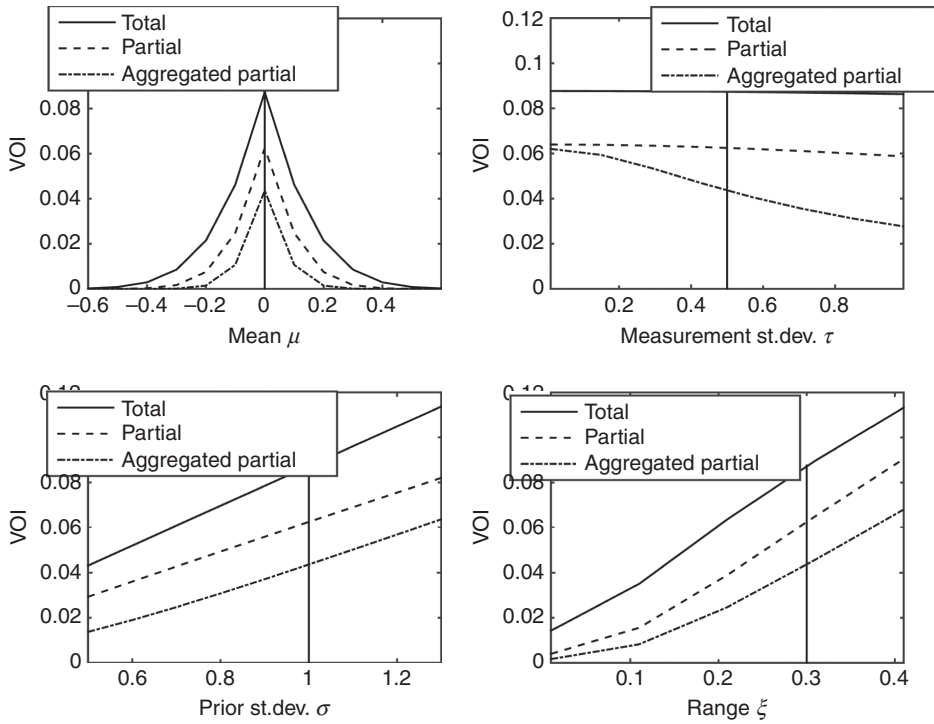 Total
Partial
Aggregated partial
0.08
0.06
0.04
0.02
0
VOI
−0.6
−0.4
−0.2
0
0.2
0.4
Mean μ
0.12
0.1
0.08
0.06
0.04
0.02
0
VOI
Total
Partial
Aggregated partial
0.2
0.4
0.6
0.8
Measurement st.dev. τ
Total
Partial
Aggregated partial
0.08
0.06
0.04
0.02
0
VOI
0.6
0.8
1
1.2
Prior st.dev. σ
Total
Partial
Aggregated partial
0.08
0.06
0.04
0.02
0
VOI
0.1
0.2
0.3
0.4
Range ξ